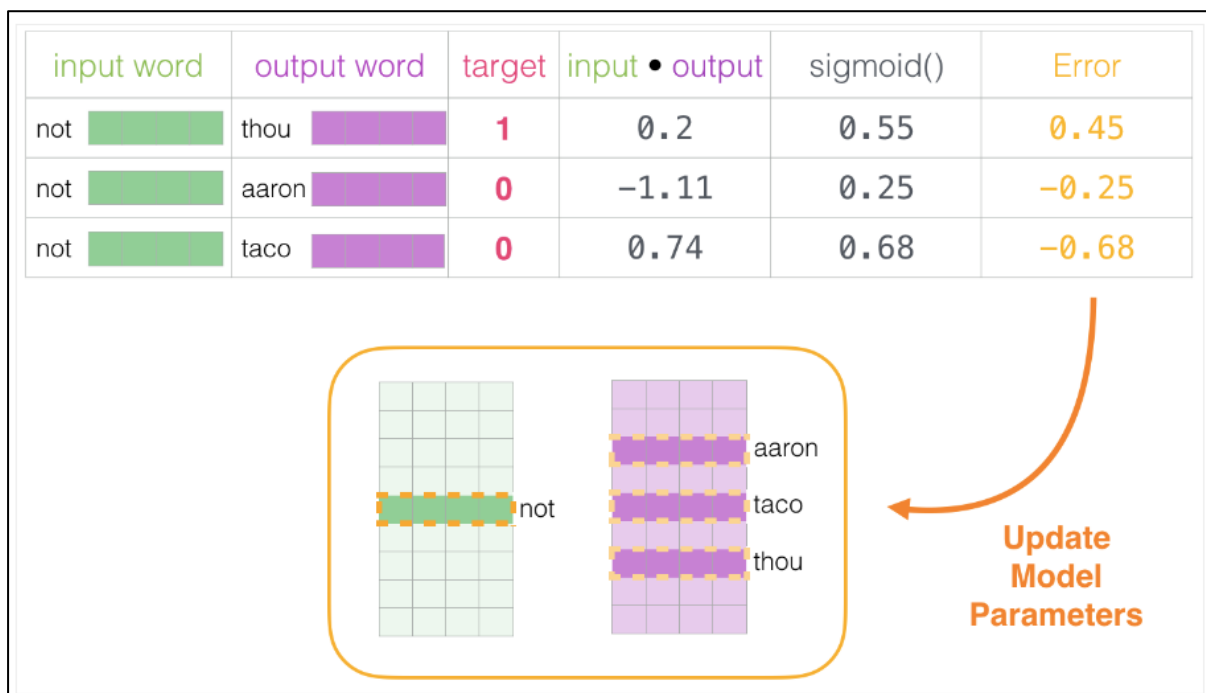 input word output word target input • output sigmoid() Error
not thou 1 0.2 0.55 0.45
not aaron 0 -1.11 0.25 -0.25
not taco 0 0.74 0.68 -0.68
aaron
not taco
thou
Update
Model
Parameters